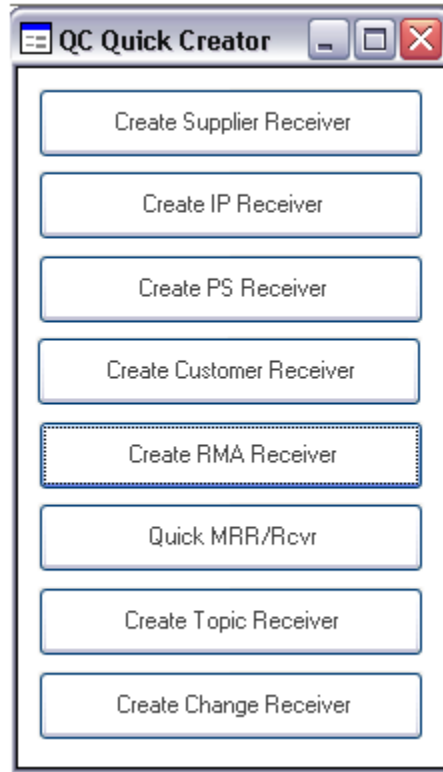 QC Quick Creator
Create Supplier Receiver
Create IP Receiver
Create PS Receiver
Create Customer Receiver
Create RMA Receiver
Quick MRR/Rcvr
Create Topic Receiver
Create Change Receiver